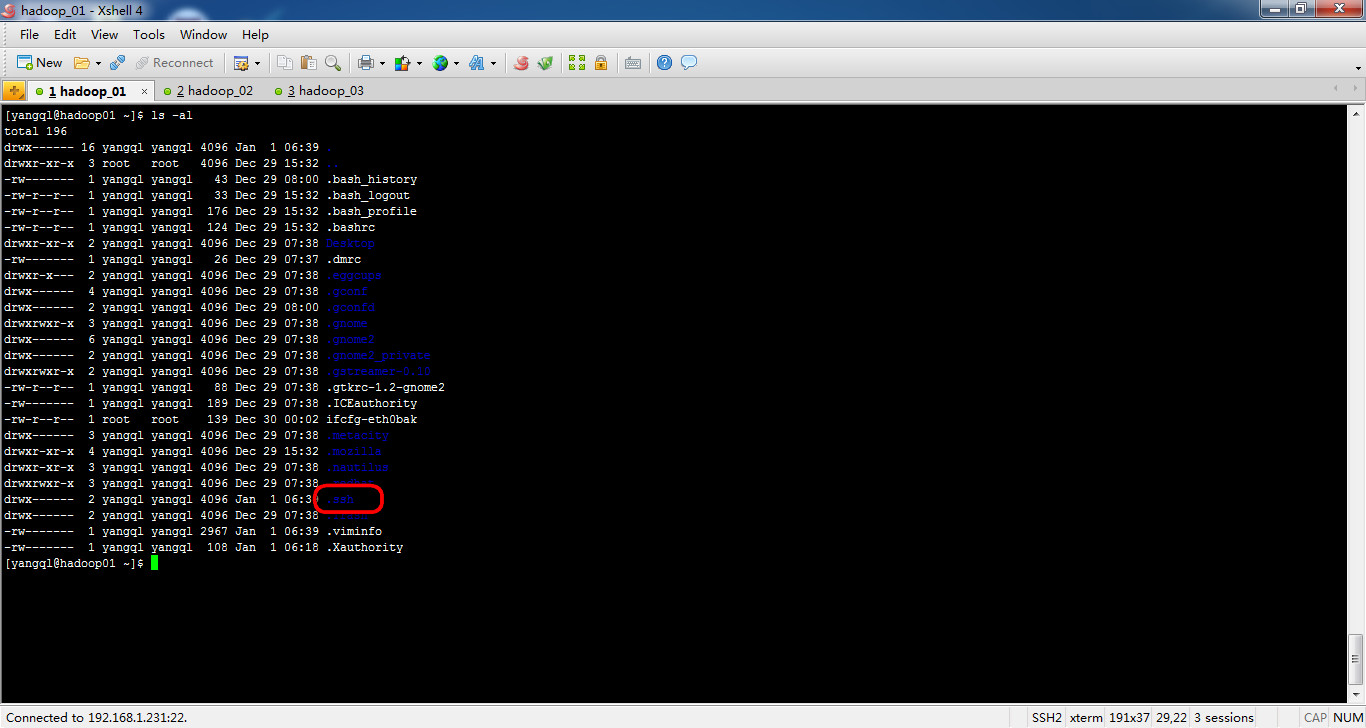 hadoop_01 - Xshell 4
File Edit View Tools Window Help
New Reconnect
1 hadoop_01 × 2 hadoop_02 3 hadoop_03
[yangql@hadoop01 ~]$ ls -al
total 196
drwx------ 16 yangql yangql 4096 Jan  1 06:39 .
drwxr-xr-x  3 root   root   4096 Dec 29 15:32 ..
-rw-------  1 yangql yangql   43 Dec 29 08:00 .bash_history
-rw-r--r--  1 yangql yangql   33 Dec 29 15:32 .bash_logout
-rw-r--r--  1 yangql yangql  176 Dec 29 15:32 .bash_profile
-rw-r--r--  1 yangql yangql  124 Dec 29 15:32 .bashrc
drwxr-xr-x  2 yangql yangql 4096 Dec 29 07:38 Desktop
-rw-------  1 yangql yangql   26 Dec 29 07:37 .dmrc
drwxr-x---  2 yangql yangql 4096 Dec 29 07:38 .eggcups
drwx------  4 yangql yangql 4096 Dec 29 07:38 .gconf
drwx------  2 yangql yangql 4096 Dec 29 08:00 .gconfd
drwxrwxr-x  3 yangql yangql 4096 Dec 29 07:38 .gnome
drwx------  6 yangql yangql 4096 Dec 29 07:38 .gnome2
drwx------  2 yangql yangql 4096 Dec 29 07:38 .gnome2_private
drwxrwxr-x  2 yangql yangql 4096 Dec 29 07:38 .gstreamer-0.10
-rw-r--r--  1 yangql yangql   88 Dec 29 07:38 .gtkrc-1.2-gnome2
-rw-------  1 yangql yangql  189 Dec 29 07:38 .ICEauthority
-rw-r--r--  1 root   root    139 Dec 30 00:02 ifcfg-eth0bak
drwx------  3 yangql yangql 4096 Dec 29 07:38 .metacity
drwxr-xr-x  4 yangql yangql 4096 Dec 29 15:32 .mozilla
drwxr-xr-x  3 yangql yangql 4096 Dec 29 07:38 .nautilus
drwxrwxr-x  3 yangql yangql 4096 Dec 29 07:38
drwx------  2 yangql yangql 4096 Jan  1 06:39 .ssh
drwx------  2 yangql yangql 4096 Dec 29 07:38
-rw-------  1 yangql yangql 2967 Jan  1 06:39 .viminfo
-rw-------  1 yangql yangql  108 Jan  1 06:18 .Xauthority
[yangql@hadoop01 ~]$
Connected to 192.168.1.231:22. SSH2 xterm 191x37 29,22 3 sessions CAP NUM